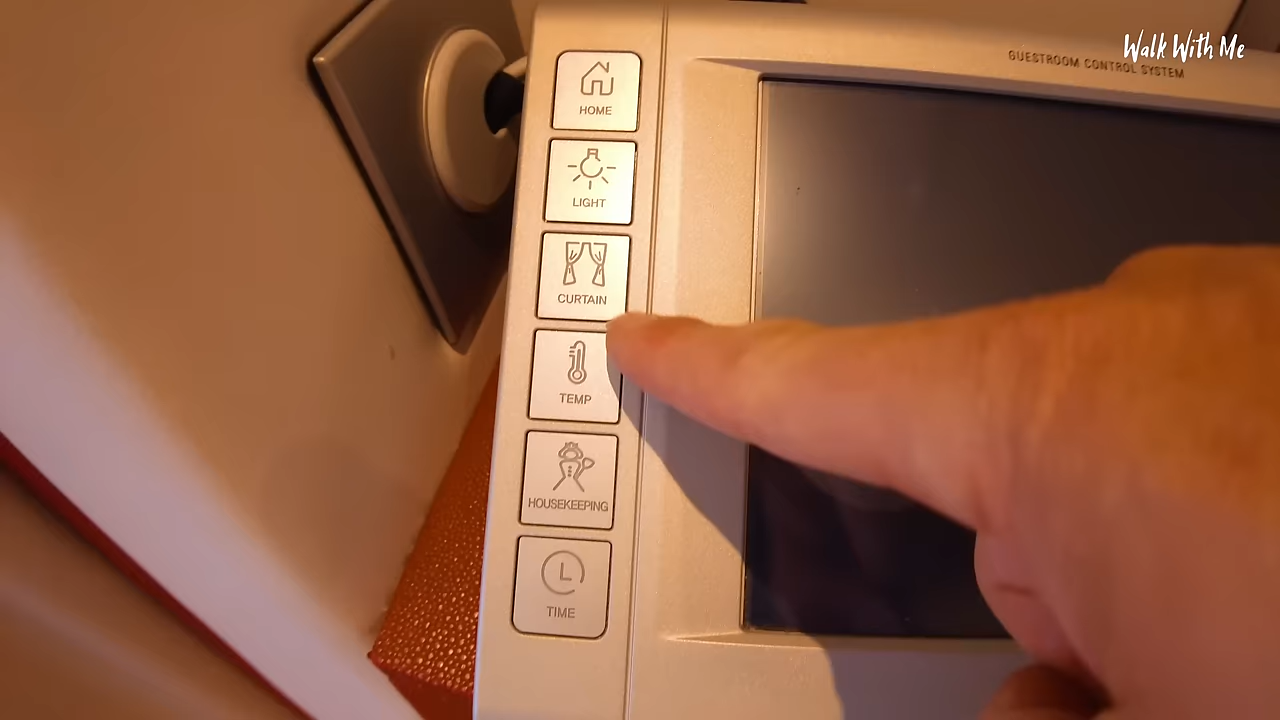 Walk With Me
GUESTROOM CONTROL SYSTEM
HOME
LIGHT
CURTAIN
TEMP
HOUSEKEEPING
TIME